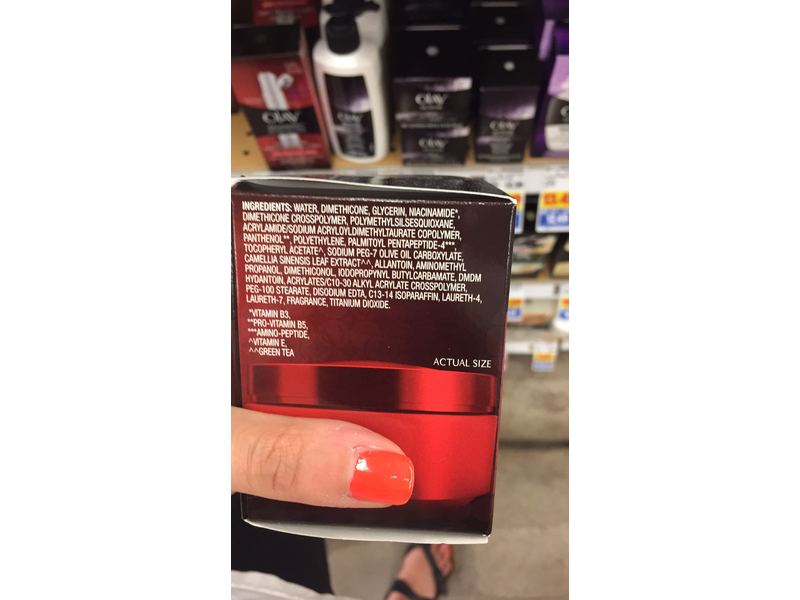 OLAY
OLAY
OLAY
OLAY
INGREDIENTS: WATER, DIMETHICONE, GLYCERIN, NIACINAMIDE*,
DIMETHICONE CROSSPOLYMER, POLYMETHYLSILSESQUIOXANE,
ACRYLAMIDE/SODIUM ACRYLOYLDIMETHYLTAURATE COPOLYMER,
PANTHENOL**, POLYETHYLENE, PALMITOYL PENTAPEPTIDE-4***,
TOCOPHERYL ACETATE^, SODIUM PEG-7 OLIVE OIL CARBOXYLATE,
CAMELLIA SINENSIS LEAF EXTRACT^^, ALLANTOIN, AMINOMETHYL
PROPANOL, DIMETHICONOL, IODOPROPYNYL BUTYLCARBAMATE, DMDM
HYDANTOIN, ACRYLATES/C10-30 ALKYL ACRYLATE CROSSPOLYMER,
PEG-100 STEARATE, DISODIUM EDTA, C13-14 ISOPARAFFIN, LAURETH-4,
LAURETH-7, FRAGRANCE, TITANIUM DIOXIDE.
*VITAMIN B3,
**PRO-VITAMIN B5,
***AMINO-PEPTIDE,
^VITAMIN E,
^^GREEN TEA
ACTUAL SIZE